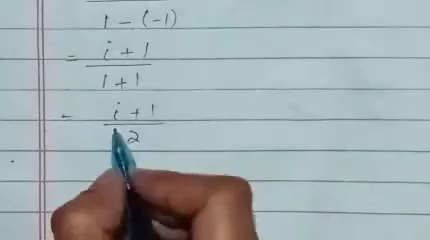 1 - (-1)
= i + 1
1 + 1
- i + 1
2